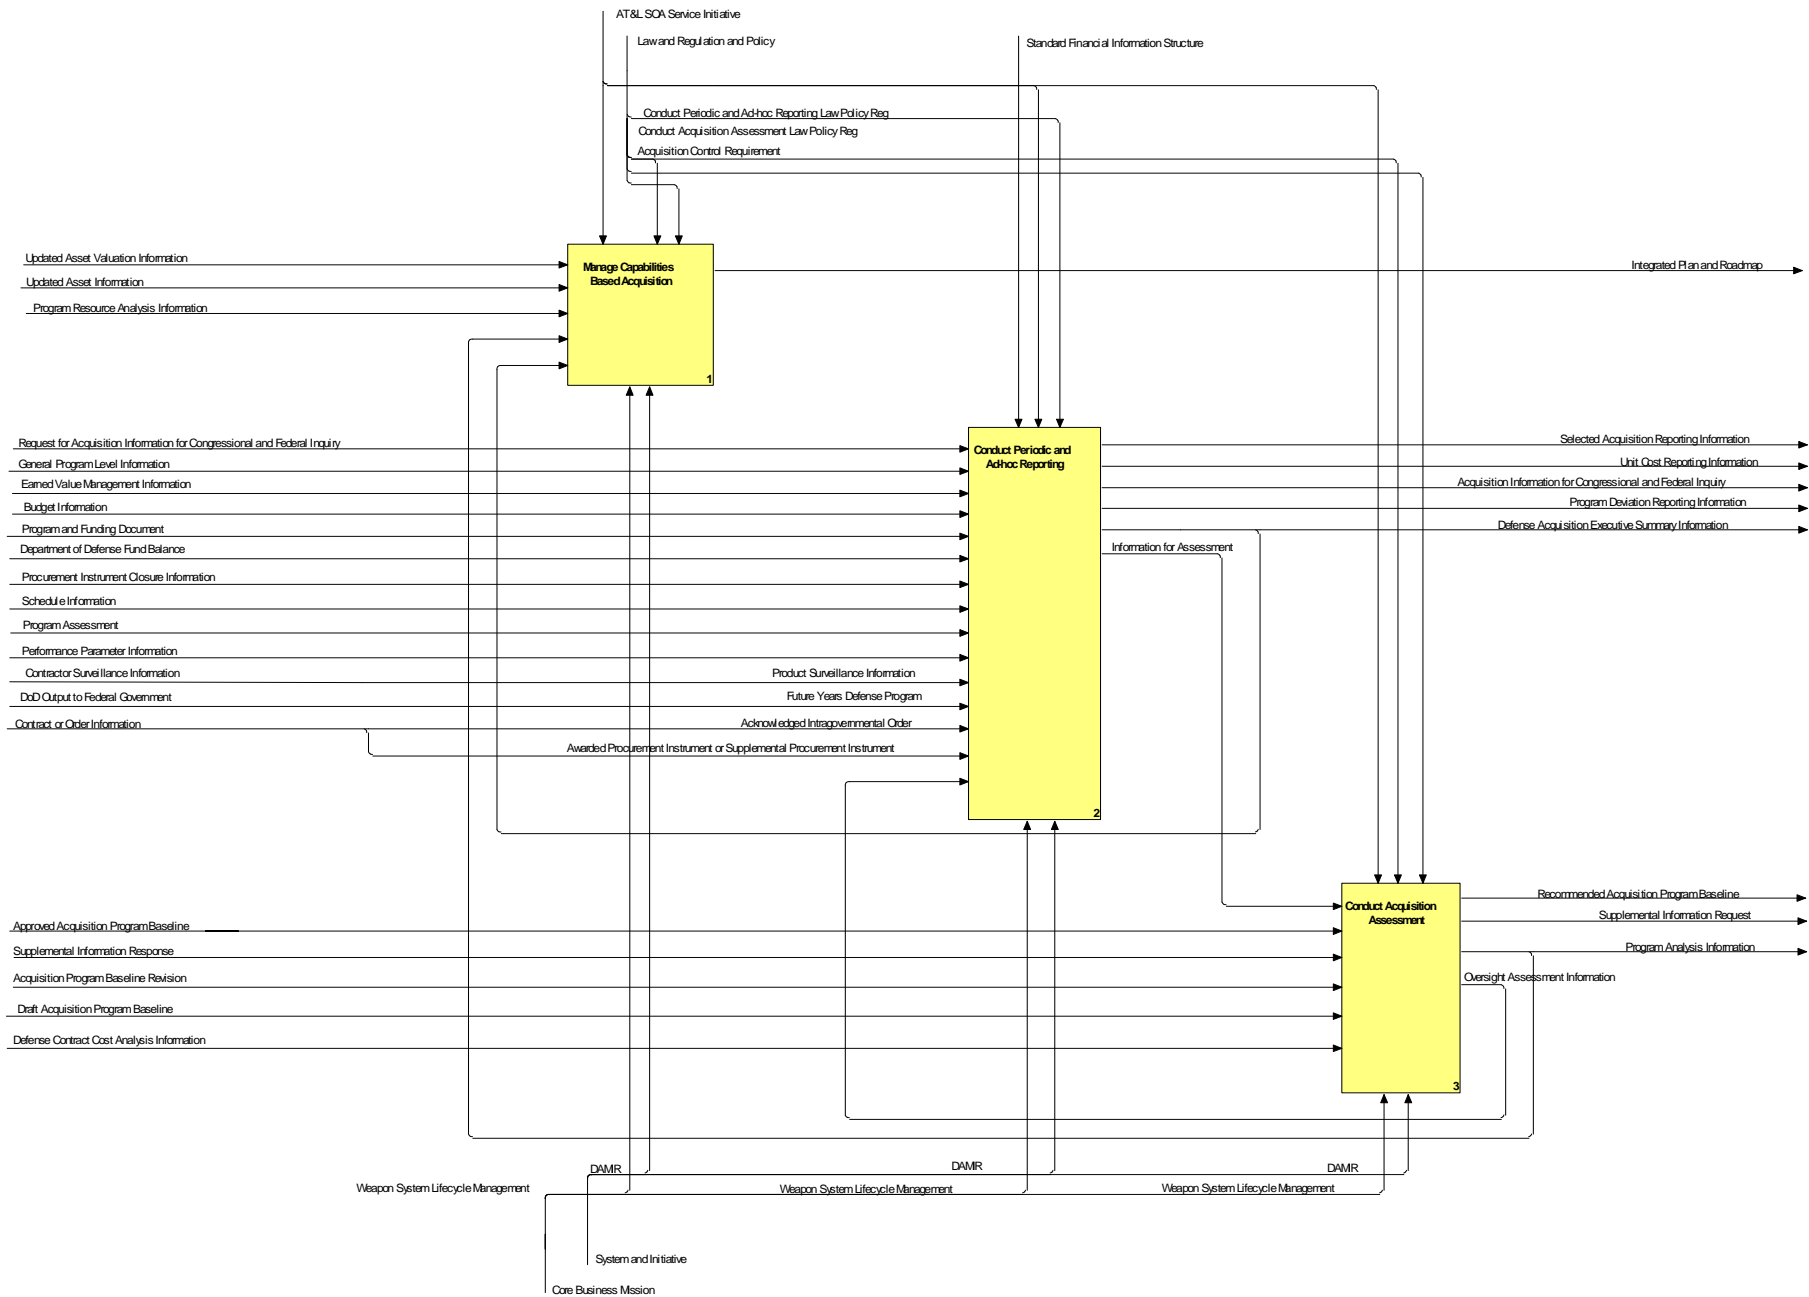 AT&L SOA Service Initiative
Law and Regulation and Policy
Standard Financial Information Structure
Conduct Periodic and Ad-hoc Reporting Law Policy Reg
Conduct Acquisition Assessment Law Policy Reg
Acquisition Control Requirement
Updated Asset Valuation Information
Updated Asset Information
Program Resource Analysis Information
Manage Capabilities
Based Acquisition
1
Integrated Plan and Roadmap
Request for Acquisition Information for Congressional and Federal Inquiry
General Program Level Information
Earned Value Management Information
Budget Information
Program and Funding Document
Department of Defense Fund Balance
Procurement Instrument Closure Information
Schedule Information
Program Assessment
Performance Parameter Information
Contractor Surveillance Information
Product Surveillance Information
DoD Output to Federal Government
Future Years Defense Program
Contract or Order Information
Acknowledged Intragovernmental Order
Awarded Procurement Instrument or Supplemental Procurement Instrument
Conduct Periodic and
Ad-hoc Reporting
2
Selected Acquisition Reporting Information
Unit Cost Reporting Information
Acquisition Information for Congressional and Federal Inquiry
Program Deviation Reporting Information
Defense Acquisition Executive Summary Information
Information for Assessment
Approved Acquisition Program Baseline
Supplemental Information Response
Acquisition Program Baseline Revision
Draft Acquisition Program Baseline
Defense Contract Cost Analysis Information
Conduct Acquisition
Assessment
3
Recommended Acquisition Program Baseline
Supplemental Information Request
Program Analysis Information
Oversight Assessment Information
DAMIR
DAMIR
DAMIR
Weapon System Lifecycle Management
Weapon System Lifecycle Management
Weapon System Lifecycle Management
System and Initiative
Core Business Mission